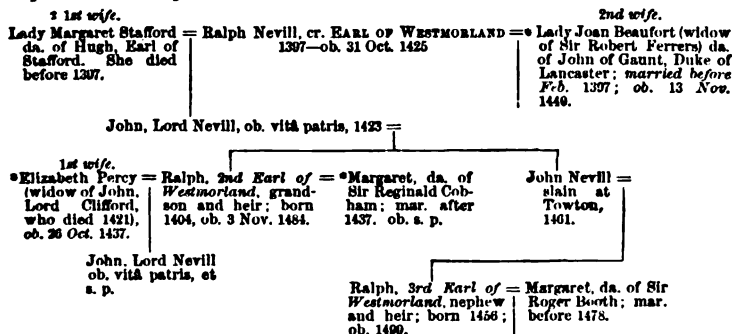 1st wife.
Lady Margaret Stafford
da. of Hugh, Earl of
Stafford. She died
before 1397.
= Ralph Nevill, cr. EARL OF WESTMORLAND =
1397—ob. 31 Oct. 1425
2nd wife.
* Lady Joan Beaufort (widow
of Sir Robert Ferrers) da.
of John of Gaunt, Duke of
Lancaster; married before
Feb. 1397; ob. 13 Nov.
1440.
John, Lord Nevill, ob. vitâ patris, 1423 =
1st wife.
*Elizabeth Percy
(widow of John,
Lord Clifford,
who died 1421),
ob. 26 Oct. 1437.
= Ralph, 2nd Earl of =
Westmorland, grand-
son and heir; born
1404, ob. 3 Nov. 1484.
*Margaret, da. of
Sir Reginald Cob-
ham; mar. after
1437. ob. s. p.
John Nevill =
slain at
Towton,
1461.
John, Lord Nevill
ob. vitâ patris, et
s. p.
Ralph, 3rd Earl of =
Westmorland, nephew
and heir; born 1456;
ob. 1499.
Margaret, da. of Sir
Roger Booth; mar.
before 1478.